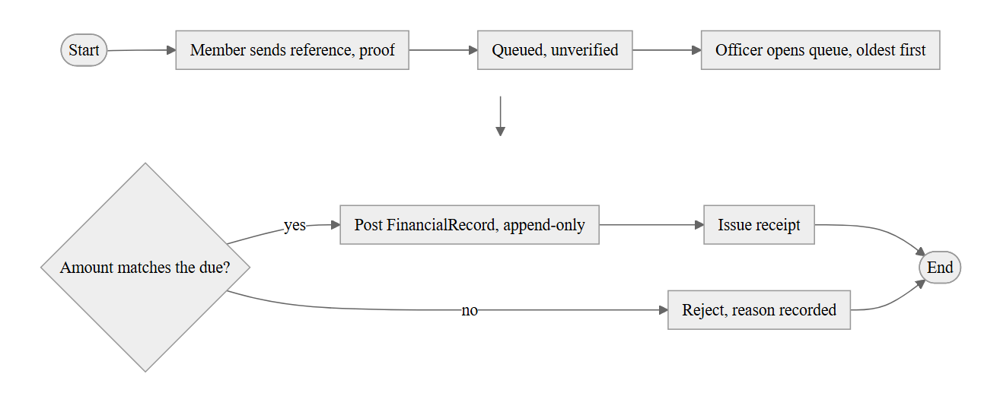 Start
Member sends reference, proof
Queued, unverified
Officer opens queue, oldest first
Amount matches the due?
yes
Post FinancialRecord, append-only
Issue receipt
no
Reject, reason recorded
End